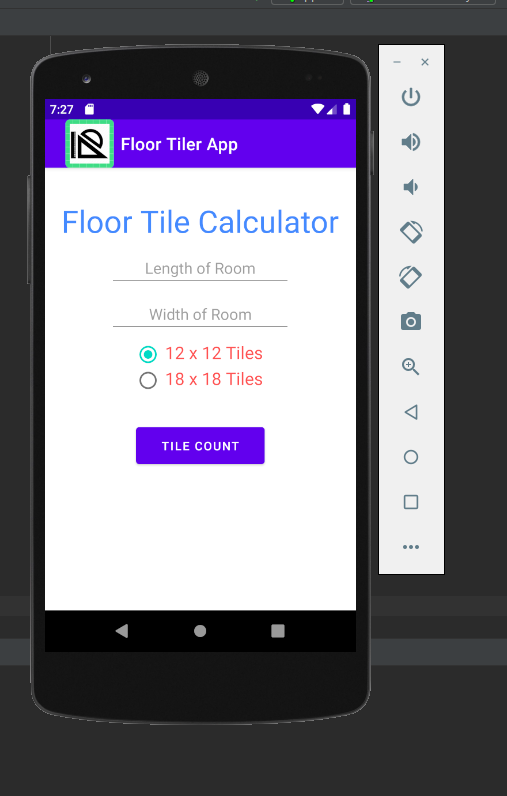 7:27
Floor Tiler App
Floor Tile Calculator
Length of Room
Width of Room
12 x 12 Tiles
18 x 18 Tiles
TILE COUNT